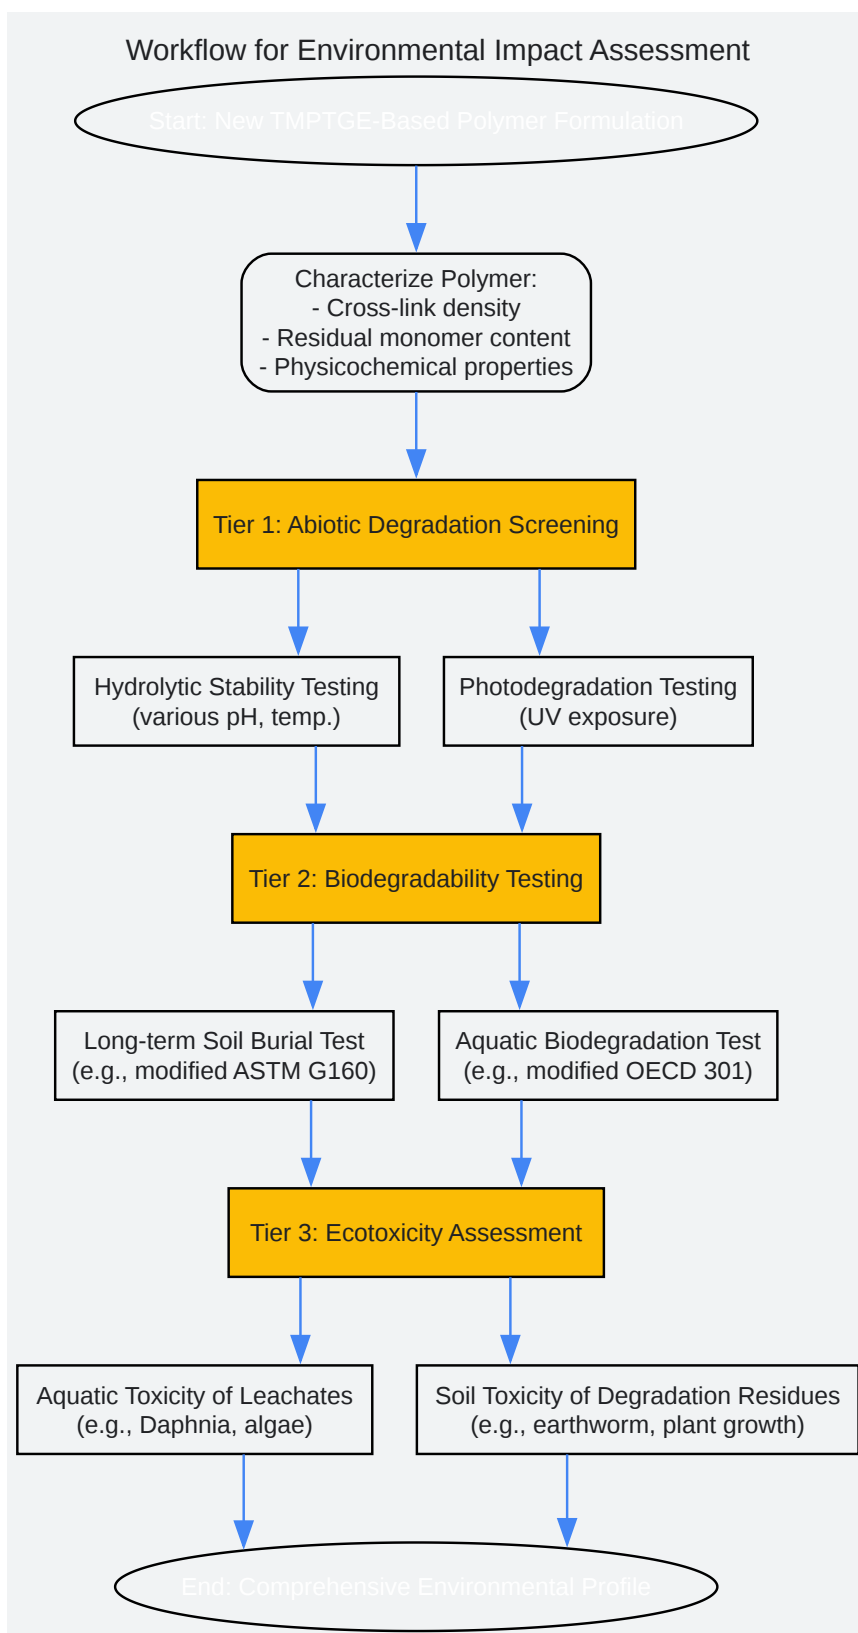 Workflow for Environmental Impact Assessment
Start: New TMPTGE-Based Polymer Formulation
Characterize Polymer:
- Cross-link density
- Residual monomer content
- Physicochemical properties
Tier 1: Abiotic Degradation Screening
Hydrolytic Stability Testing
(various pH, temp.)
Photodegradation Testing
(UV exposure)
Tier 2: Biodegradability Testing
Long-term Soil Burial Test
(e.g., modified ASTM G160)
Aquatic Biodegradation Test
(e.g., modified OECD 301)
Tier 3: Ecotoxicity Assessment
Aquatic Toxicity of Leachates
(e.g., Daphnia, algae)
Soil Toxicity of Degradation Residues
(e.g., earthworm, plant growth)
End: Comprehensive Environmental Profile